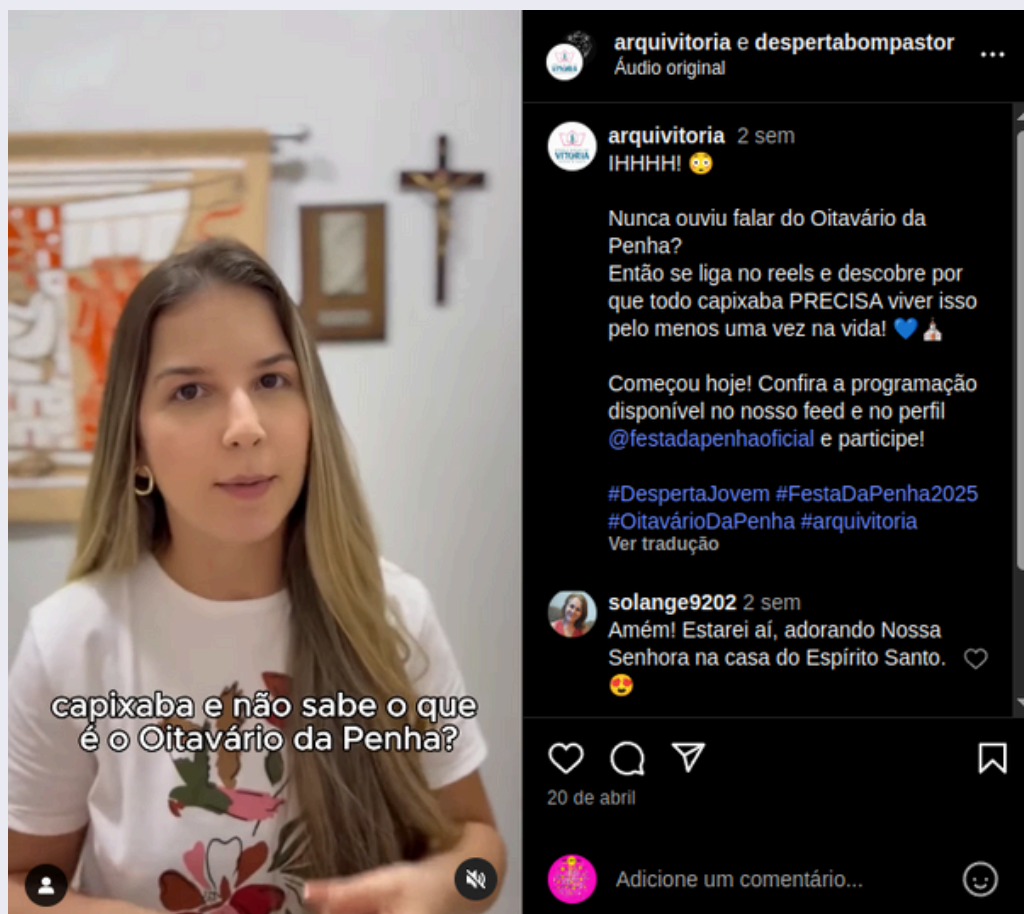 capixaba e não sabe o que
é o Oitavário da Penha?
arquivitoria e despertabompastor
Áudio original
arquivitoria 2 sem
IHHHH! 😳
Nunca ouviu falar do Oitavário da
Penha?
Então se liga no reels e descobre por
que todo capixaba PRECISA viver isso
pelo menos uma vez na vida! 💙⛪
Começou hoje! Confira a programação
disponível no nosso feed e no perfil
@festadapenhaoficial e participe!
#DespertaJovem #FestaDaPenha2025
#OitavárioDaPenha #arquivitoria
Ver tradução
solange9202 2 sem
Amém! Estarei aí, adorando Nossa
Senhora na casa do Espírito Santo.
😍
20 de abril
Adicione um comentário...